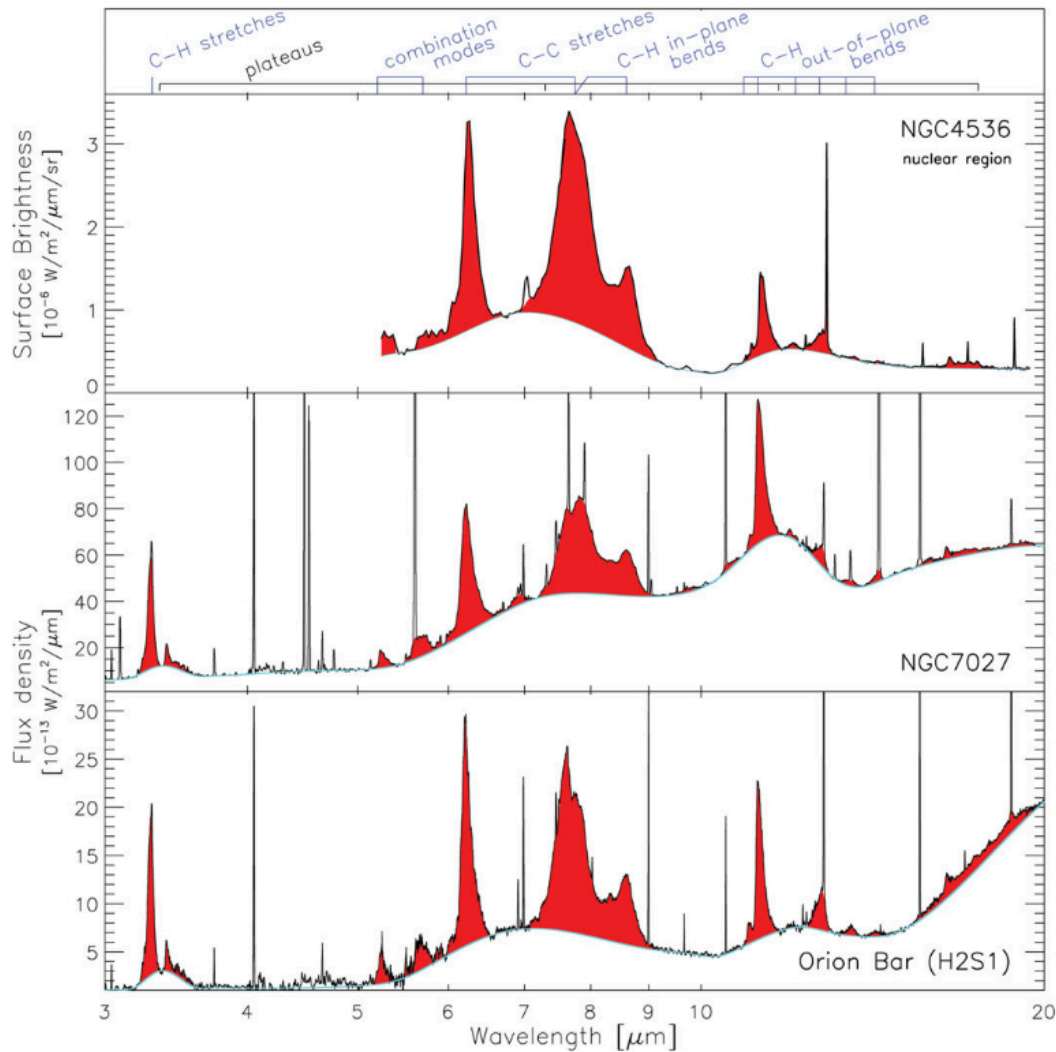 C-H stretches
plateaus
combination
modes
C-C stretches
C-H in-plane
bends
C-H out-of-plane
bends
Surface Brightness
[10⁻⁶ W/m²/μm/sr]
3
2
1
0
NGC4536
nuclear region
Flux density
[10⁻¹³ W/m²/μm]
120
100
80
60
40
20
NGC7027
30
25
20
15
10
5
Orion Bar (H2S1)
3 4 5 6 7 8 9 10 20
Wavelength [μm]